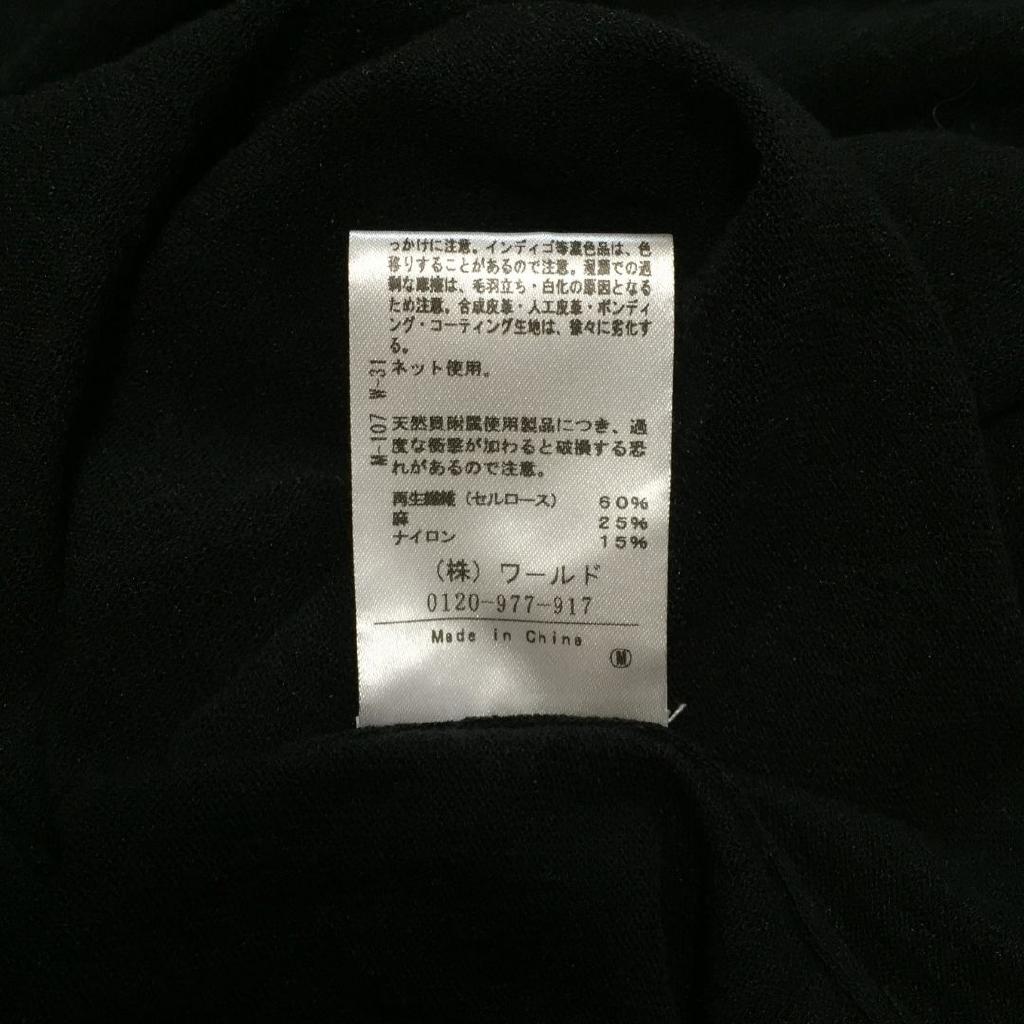 っかけに注意。インディゴ等濃色品は、色
移りすることがあるので注意。湿潤での過
剰な摩擦は、毛羽立ち・白化の原因となる
ため注意。合成皮革・人工皮革・ボンディ
ング・コーティング生地は、徐々に劣化す
る。
W-31
ネット使用。
W-107
天然貝附属使用製品につき、過
度な衝撃が加わると破損する恐
れがあるので注意。
再生繊維（セルロース） 60%
麻 25%
ナイロン 15%
（株）ワールド
0120-977-917
Made in China
Ⓜ